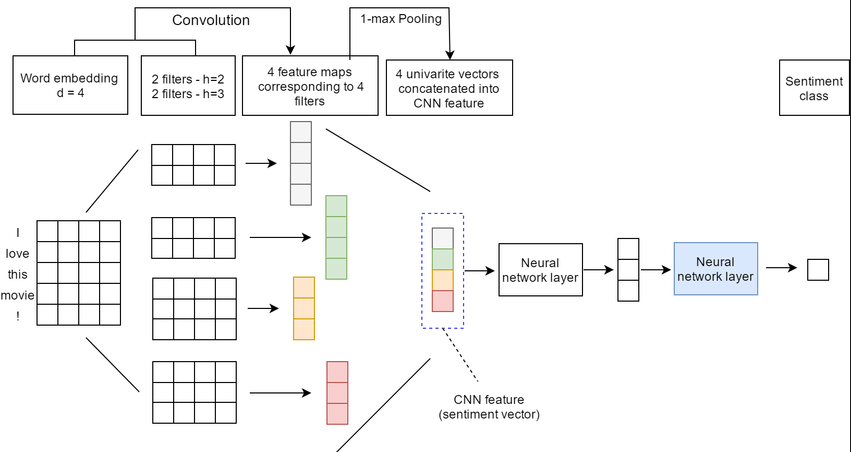 Convolution
1-max Pooling
Word embedding
d = 4
2 filters - h=2
2 filters - h=3
4 feature maps
corresponding to 4
filters
4 univarite vectors
concatenated into
CNN feature
Sentiment
class
I
love
this
movie
!
Neural
network layer
Neural
network layer
CNN feature
(sentiment vector)